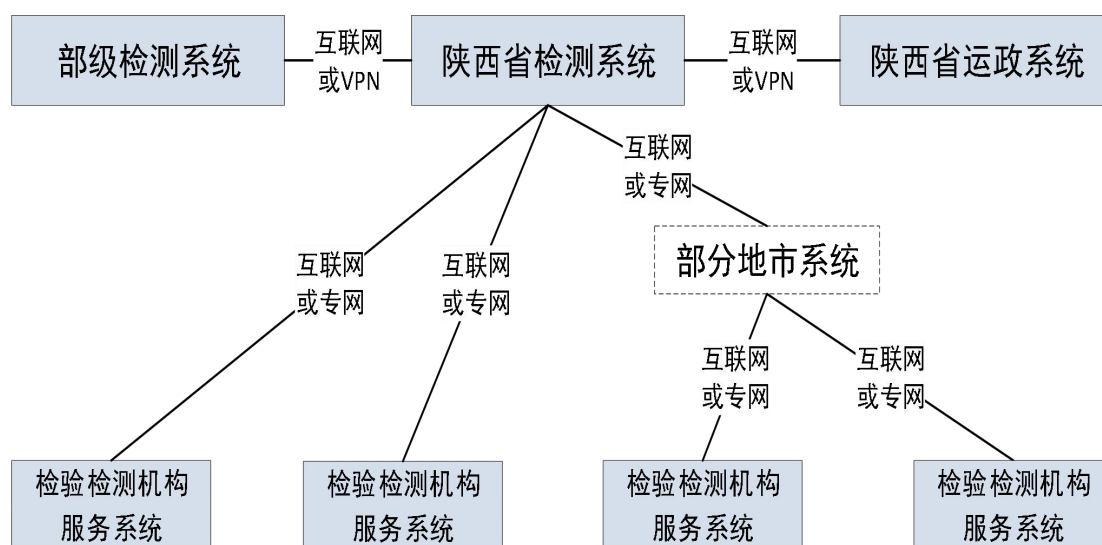 部级检测系统
互联网
或VPN
陕西省检测系统
互联网
或VPN
陕西省运政系统
互联网
或专网
部分地市系统
互联网
或专网
互联网
或专网
互联网
或专网
互联网
或专网
检验检测机构
服务系统
检验检测机构
服务系统
检验检测机构
服务系统
检验检测机构
服务系统